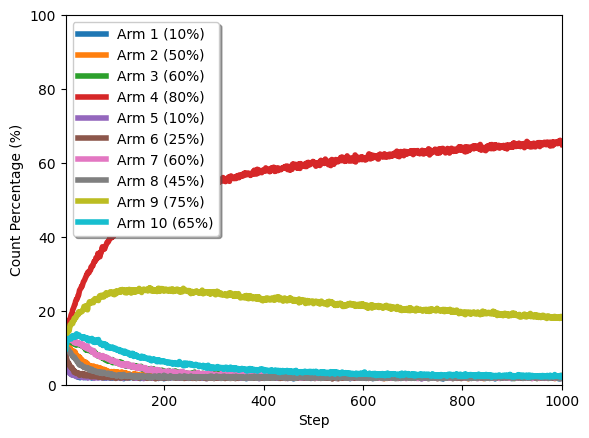 100
80
60
40
20
0
Count Percentage (%)
Arm 1 (10%)
Arm 2 (50%)
Arm 3 (60%)
Arm 4 (80%)
Arm 5 (10%)
Arm 6 (25%)
Arm 7 (60%)
Arm 8 (45%)
Arm 9 (75%)
Arm 10 (65%)
200 400 600 800 1000
Step